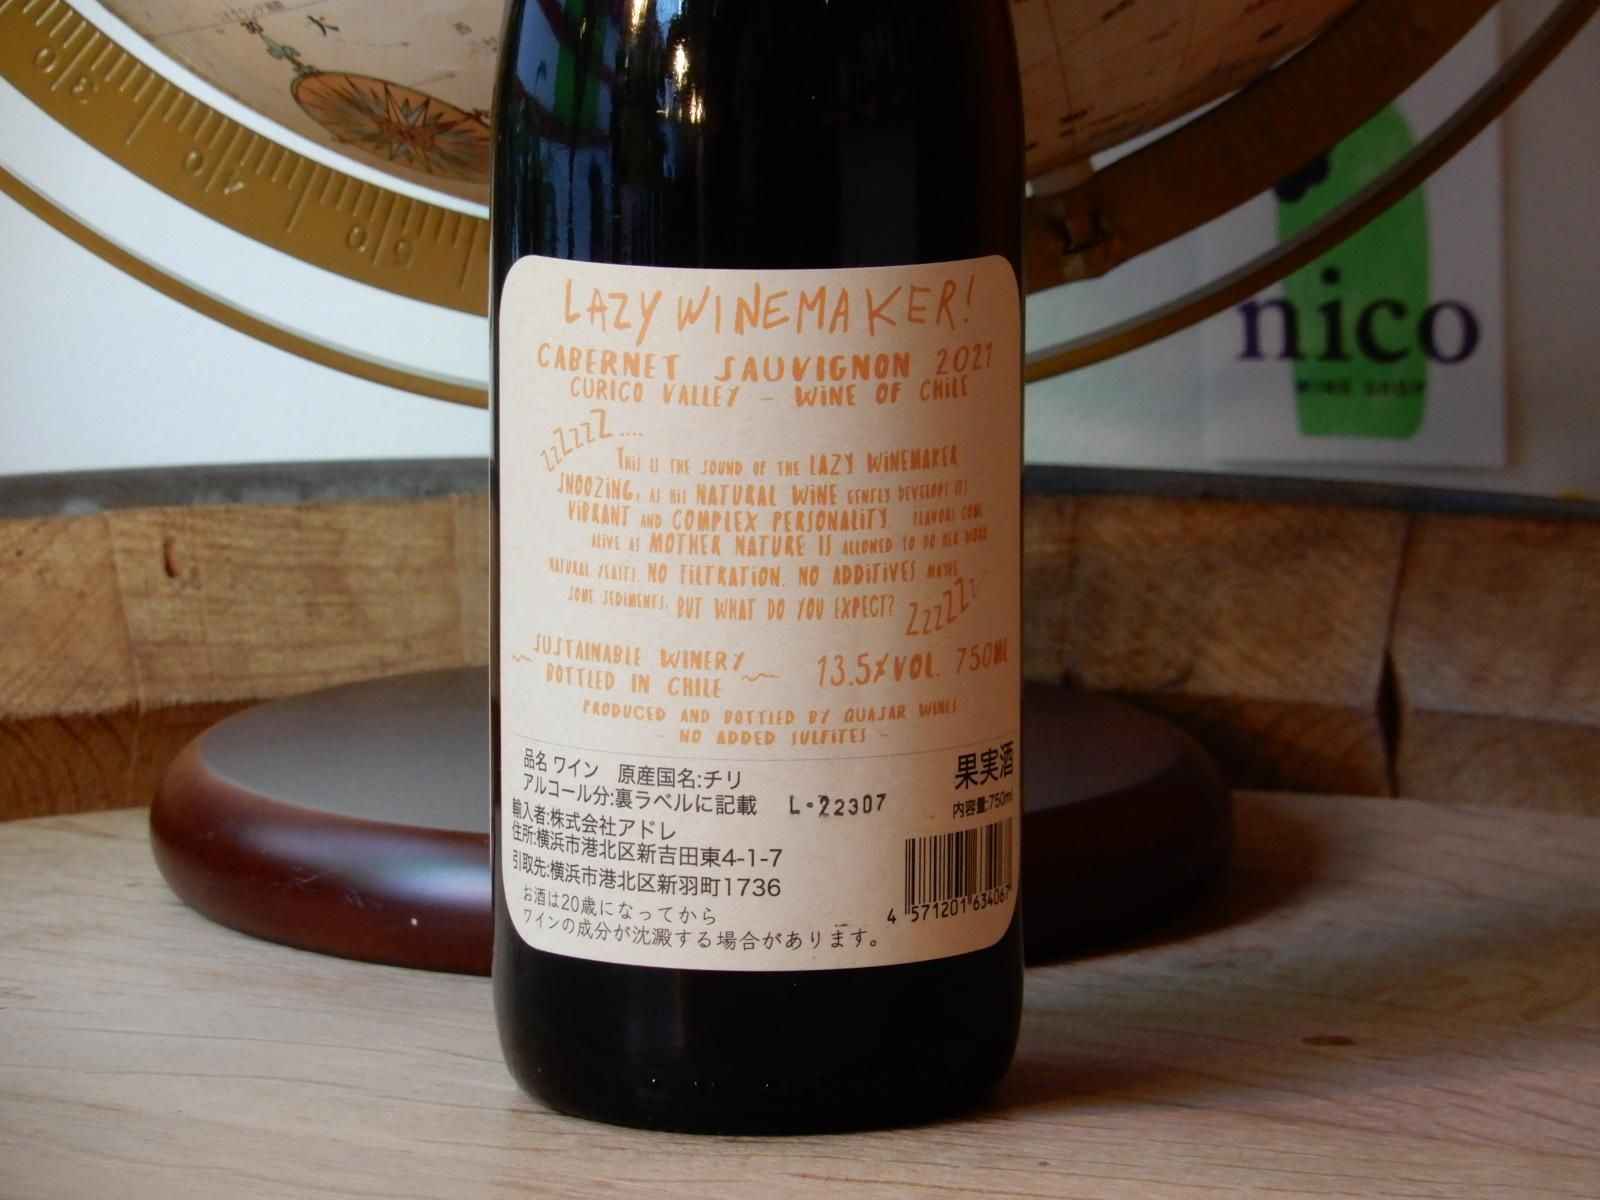 LAZY WINEMAKER!
CABERNET SAUVIGNON 2021
CURICO VALLEY - WINE OF CHILE
zzZzzZ....
THIS IS THE SOUND OF THE LAZY WINEMAKER
SNOOZING, AS HIS NATURAL WINE GENTLY DEVELOPS ITS
VIBRANT AND COMPLEX PERSONALITY. FLAVORS COME
ALIVE AS MOTHER NATURE IS ALLOWED TO DO HER WORK
NATURAL YEASTS. NO FILTRATION. NO ADDITIVES. MAYBE
SOME SEDIMENTS, BUT WHAT DO YOU EXPECT? ZzzZZz...
SUSTAINABLE WINERY
BOTTLED IN CHILE
13.5%VOL. 750ML
PRODUCED AND BOTTLED BY QUASAR WINES
- NO ADDED SULFITES -
品名 ワイン 原産国名:チリ
果実酒
アルコール分:裏ラベルに記載 L・22307
内容量:750ml
輸入者:株式会社アドレ
住所:横浜市港北区新吉田東4-1-7
引取先:横浜市港北区新羽町1736
お酒は20歳になってから
ワインの成分が沈澱する場合があります。
4 571201 634067
nico
WINE SHOP
30
40
50